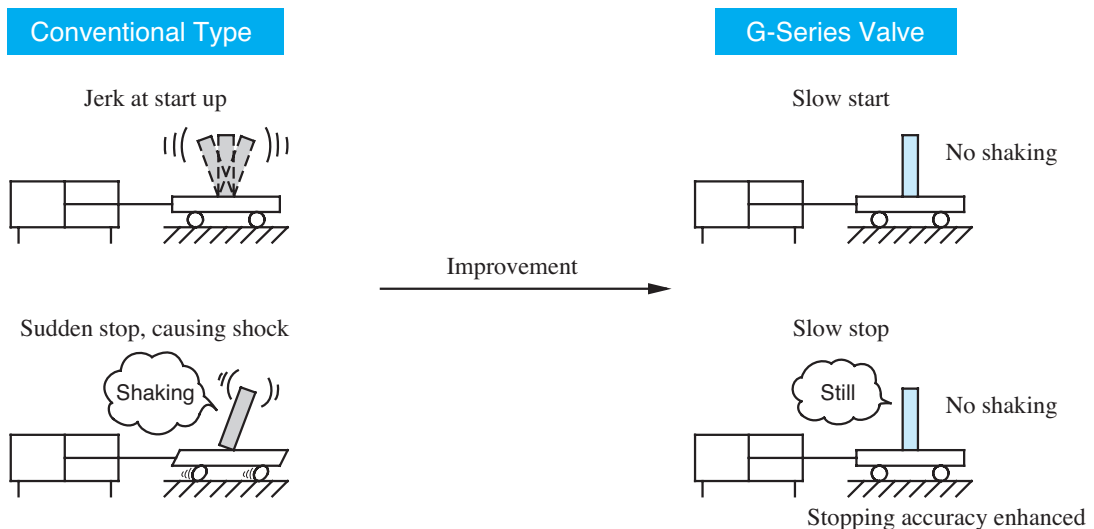 Conventional Type
G-Series Valve
Jerk at start up
Slow start
No shaking
Improvement
Sudden stop, causing shock
Shaking
Slow stop
Still
No shaking
Stopping accuracy enhanced